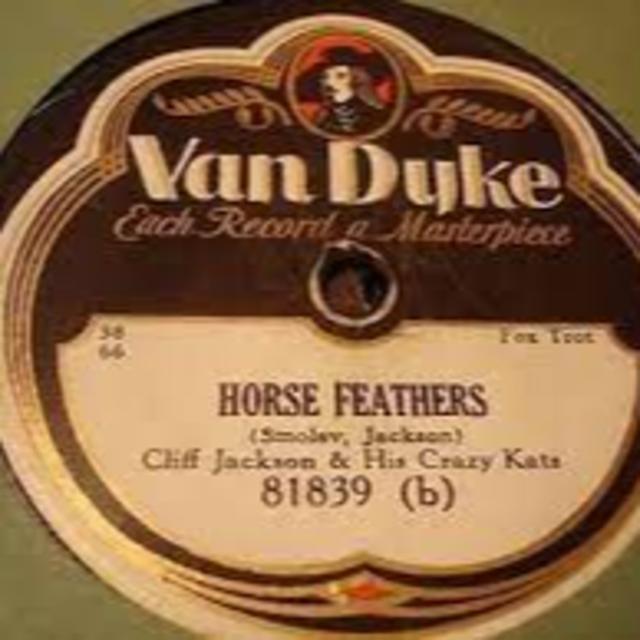 Van Dyke
Each Record a Masterpiece
38 Fox Trot
66
HORSE FEATHERS
(Smolev, Jackson)
Cliff Jackson & His Crazy Kats
81839 (b)